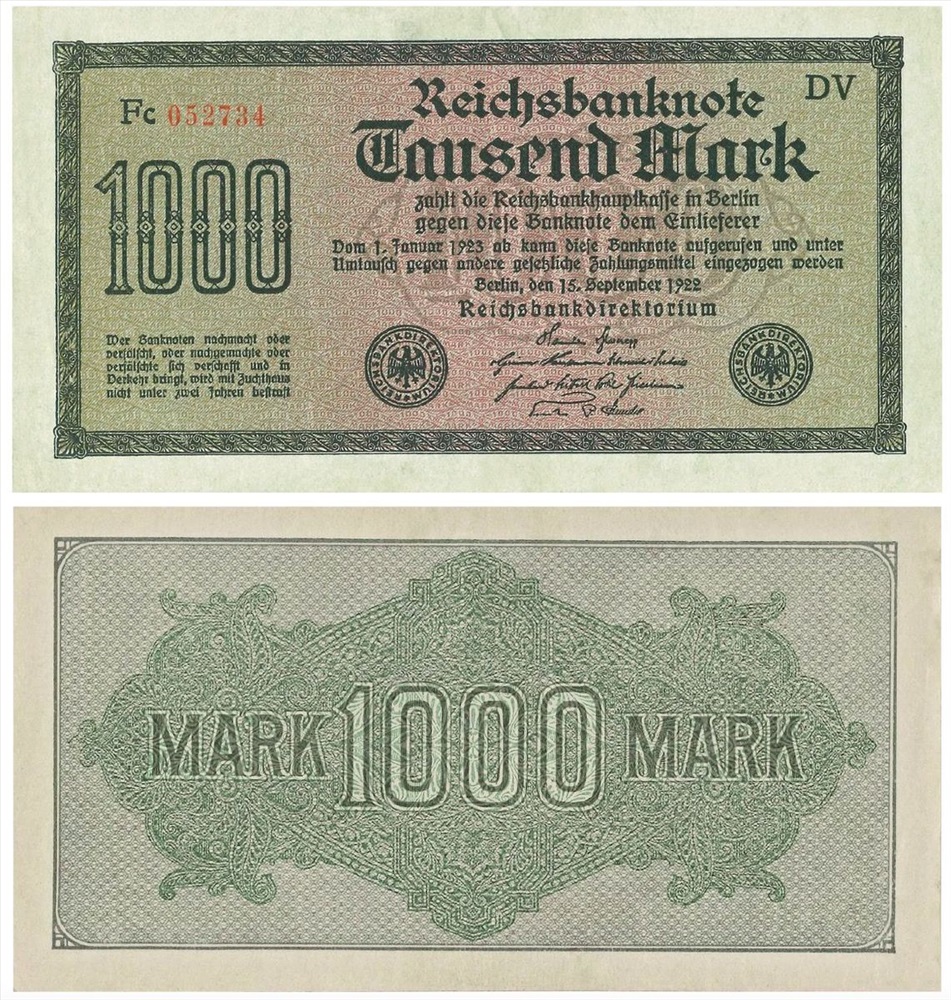 Fc 052734
DV
Reichsbanknote
Tausend Mark
zahlt die Reichsbankhauptkasse in Berlin
gegen diese Banknote dem Einlieferer
Vom 1. Januar 1923 ab kann diese Banknote aufgerufen und unter
Umtausch gegen andere gesetzliche Zahlungsmittel eingezogen werden
Berlin, den 15. September 1922
Reichsbankdirektorium
1000
Wer Banknoten nachmacht oder
verfälscht, oder nachgemachte oder
verfälschte sich verschafft und in
Verkehr bringt, wird mit Zuchthaus
nicht unter zwei Jahren bestraft
REICHSBANKDIREKTORIUM
REICHSBANKDIREKTORIUM
MARK 1000 MARK